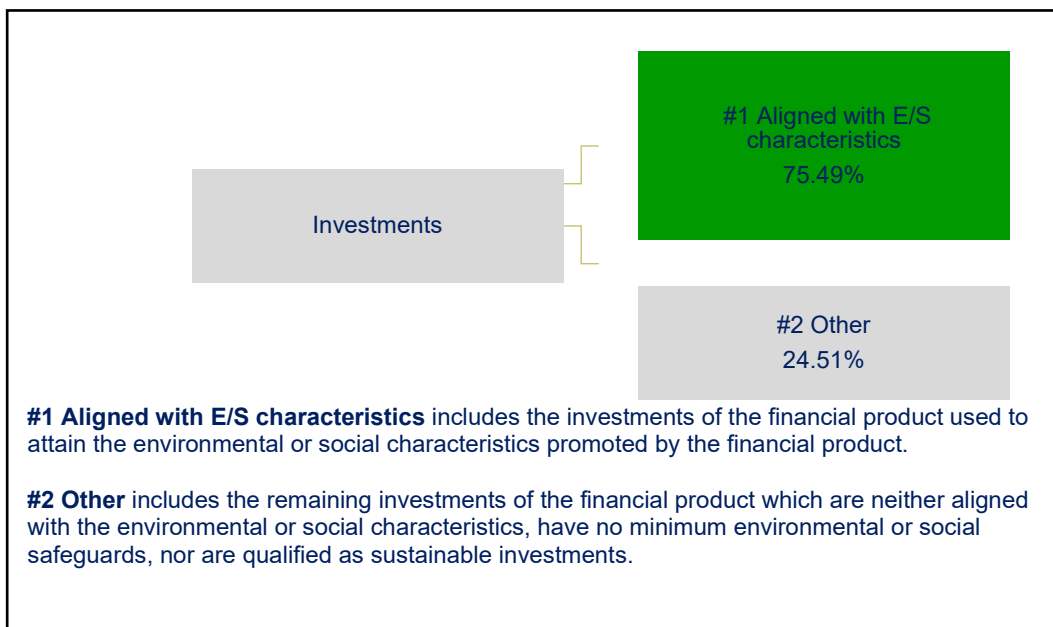 #1 Aligned with E/S
characteristics
75.49%
Investments
#2 Other
24.51%
#1 Aligned with E/S characteristics includes the investments of the financial product used to
attain the environmental or social characteristics promoted by the financial product.
#2 Other includes the remaining investments of the financial product which are neither aligned
with the environmental or social characteristics, have no minimum environmental or social
safeguards, nor are qualified as sustainable investments.